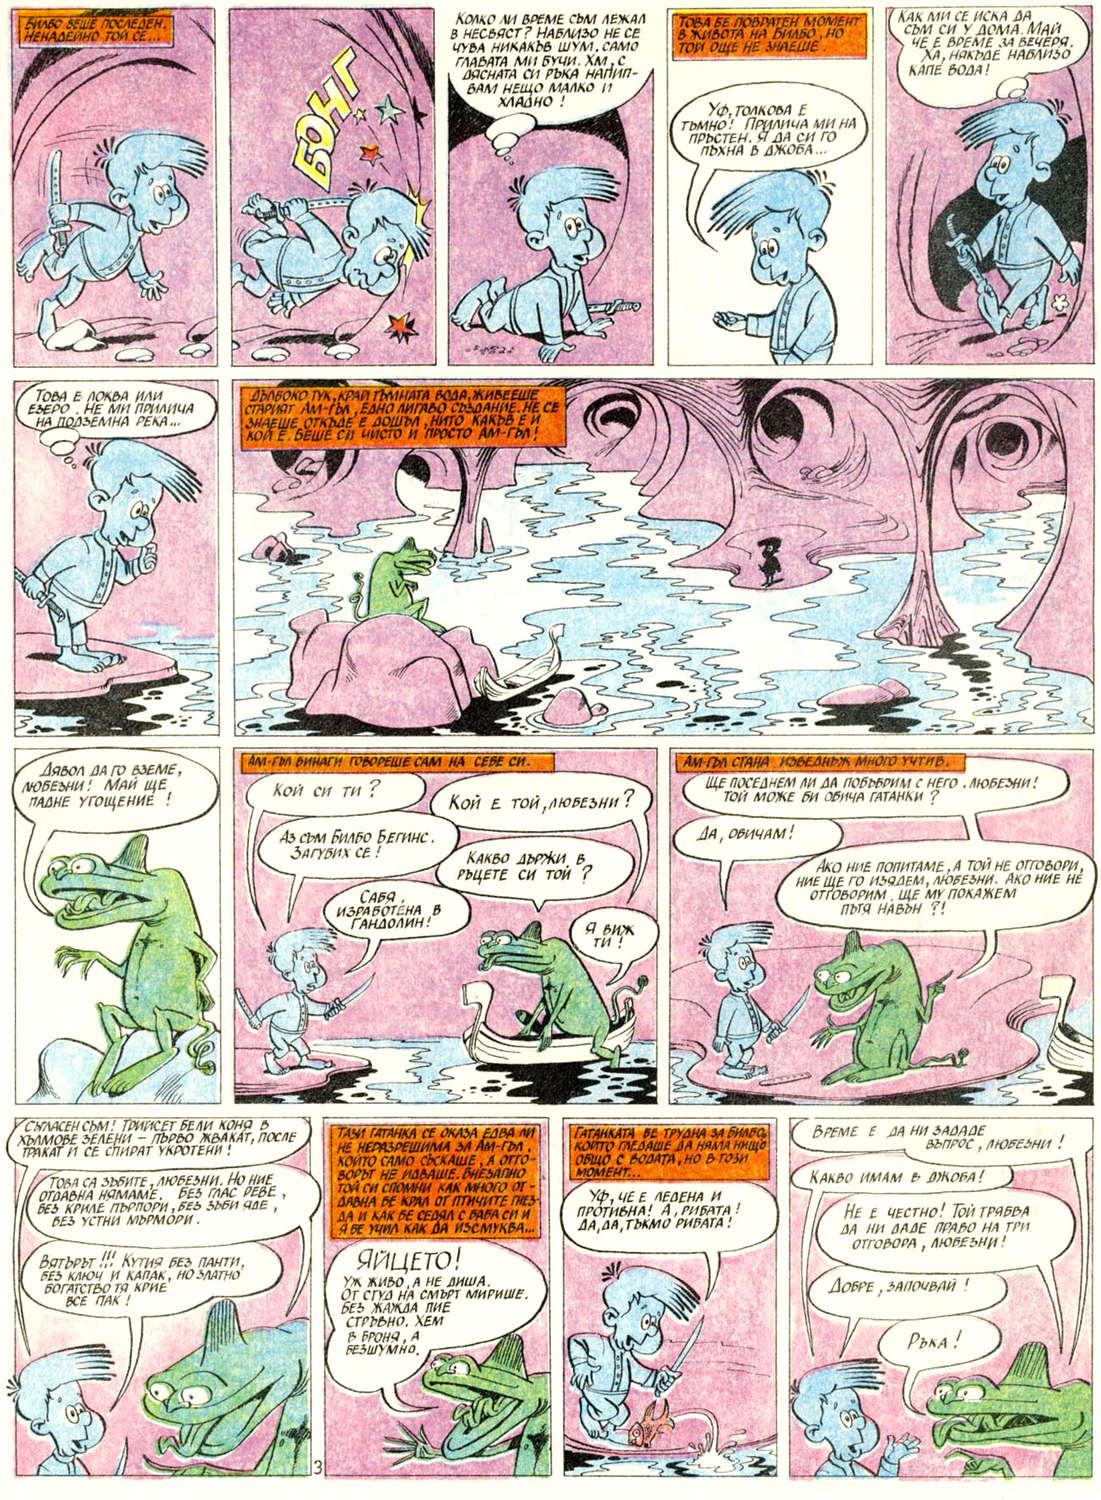 БИЛБО БЕШЕ ПОСЛЕДЕН.
НЕНАДЕЙНО ТОЙ СЕ...
БОНГ
КОЛКО ЛИ ВРЕМЕ СЪМ ЛЕЖАЛ
В НЕСВЯСТ? НАБЛИЗО НЕ СЕ
ЧУВА НИКАКЪВ ШУМ. САМО
ГЛАВАТА МИ БУЧИ. ХМ, С
ДЯСНАТА СИ РЪКА НАПИП-
ВАМ НЕЩО МАЛКО И
ХЛАДНО!
ТОВА БЕ ПОВРАТЕН МОМЕНТ
В ЖИВОТА НА БИЛБО, НО
ТОЙ ОЩЕ НЕ ЗНАЕШЕ.
УФ, ТОЛКОВА Е
ТЪМНО! ПРИЛИЧА МИ НА
ПРЪСТЕН. Я ДА СИ ГО
ПЪХНА В ДЖОБА...
КАК МИ СЕ ИСКА ДА
СЪМ СИ У ДОМА. МАЙ
ЧЕ Е ВРЕМЕ ЗА ВЕЧЕРЯ.
ХА, НЯКЪДЕ НАБЛИЗО
КАПЕ ВОДА!
ТОВА Е ЛОКВА ИЛИ
ЕЗЕРО. НЕ МИ ПРИЛИЧА
НА ПОДЗЕМНА РЕКА...
ДЪЛБОКО ТУК, КРАЙ ТЪМНАТА ВОДА, ЖИВЕЕШЕ
СТАРИЯТ АМ-ГЪЛ, ЕДНО ЛИГАВО СЪЗДАНИЕ. НЕ СЕ
ЗНАЕШЕ ОТКЪДЕ Е ДОШЪЛ, НИТО КАКЪВ Е И
КОЙ Е. БЕШЕ СИ ЧИСТО И ПРОСТО АМ-ГЪЛ!
ДЯВОЛ ДА ГО ВЗЕМЕ,
ЛЮБЕЗНИ! МАЙ ЩЕ
ПАДНЕ УГОЩЕНИЕ!
АМ-ГЪЛ ВИНАГИ ГОВОРЕШЕ САМ НА СЕБЕ СИ.
КОЙ СИ ТИ?
КОЙ Е ТОЙ, ЛЮБЕЗНИ?
АЗ СЪМ БИЛБО БЕГИНС.
ЗАГУБИХ СЕ!
КАКВО ДЪРЖИ В
РЪЦЕТЕ СИ ТОЙ?
САБЯ,
ИЗРАБОТЕНА В
ГАНДОЛИН!
Я ВИЖ
ТИ!
АМ-ГЪЛ СТАНА ИЗВЕДНЪЖ МНОГО УЧТИВ.
ЩЕ ПОСЕДНЕМ ЛИ ДА ПОБЪБРИМ С НЕГО, ЛЮБЕЗНИ!
ТОЙ МОЖЕ БИ ОБИЧА ГАТАНКИ?
ДА, ОБИЧАМ!
АКО НИЕ ПОПИТАМЕ, А ТОЙ НЕ ОТГОВОРИ,
НИЕ ЩЕ ГО ИЗЯДЕМ, ЛЮБЕЗНИ. АКО НИЕ НЕ
ОТГОВОРИМ, ЩЕ МУ ПОКАЖЕМ
ПЪТЯ НАВЪН?!
СЪГЛАСЕН СЪМ! ТРИЙСЕТ БЕЛИ КОНЯ В
ХЪЛМОВЕ ЗЕЛЕНИ - ПЪРВО ЖВАКАТ, ПОСЛЕ
ТРАКАТ И СЕ СПИРАТ УКРОТЕНИ!
ТОВА СА ЗЪБИТЕ, ЛЮБЕЗНИ. НО НИЕ
ОТДАВНА НЯМАМЕ. БЕЗ ГЛАС РЕВЕ,
БЕЗ КРИЛЕ ПЪРПОРИ, БЕЗ ЗЪБИ ЯДЕ,
БЕЗ УСТНИ МЪРМОРИ.
ВЯТЪРЪТ!!! КУТИЯ БЕЗ ПАНТИ,
БЕЗ КЛЮЧ И КАПАК, НО ЗЛАТНО
БОГАТСТВО ТЯ КРИЕ
ВСЕ ПАК!
ТАЗИ ГАТАНКА СЕ ОКАЗА ЕДВА ЛИ
НЕ НЕРАЗРЕШИМА ЗА АМ-ГЪЛ,
КОЙТО САМО СЪСКАШЕ, А ОТГО-
ВОРЪТ НЕ ИДВАШЕ. ВНЕЗАПНО
ТОЙ СИ СПОМНИ КАК МНОГО ОТ-
ДАВНА БЕ КРАЛ ОТ ПТИЧИТЕ ГНЕЗ-
ДА И КАК БЕ СЕДЯЛ С БАБА СИ И
Я БЕ УЧИЛ КАК ДА ИЗСМУКВА...
ЯЙЦЕТО!
УЖ ЖИВО, А НЕ ДИША.
ОТ СТУД НА СМЪРТ МИРИШЕ.
БЕЗ ЖАЖДА ПИЕ
СТРЪВНО. ХЕМ
В БРОНЯ, А
БЕЗШУМНО.
3
ГАТАНКАТА БЕ ТРУДНА ЗА БИЛБО,
КОЙТО ГЛЕДАШЕ ДА НЯМА НИЩО
ОБЩО С ВОДАТА, НО В ТОЗИ
МОМЕНТ...
УФ, ЧЕ Е ЛЕДЕНА И
ПРОТИВНА! А, РИБАТА!
ДА, ДА, ТЪКМО РИБАТА!
ВРЕМЕ Е ДА НИ ЗАДАДЕ
ВЪПРОС, ЛЮБЕЗНИ!
КАКВО ИМАМ В ДЖОБА!
НЕ Е ЧЕСТНО! ТОЙ ТРЯБВА
ДА НИ ДАДЕ ПРАВО НА ТРИ
ОТГОВОРА, ЛЮБЕЗНИ!
ДОБРЕ, ЗАПОЧВАЙ!
РЪКА!